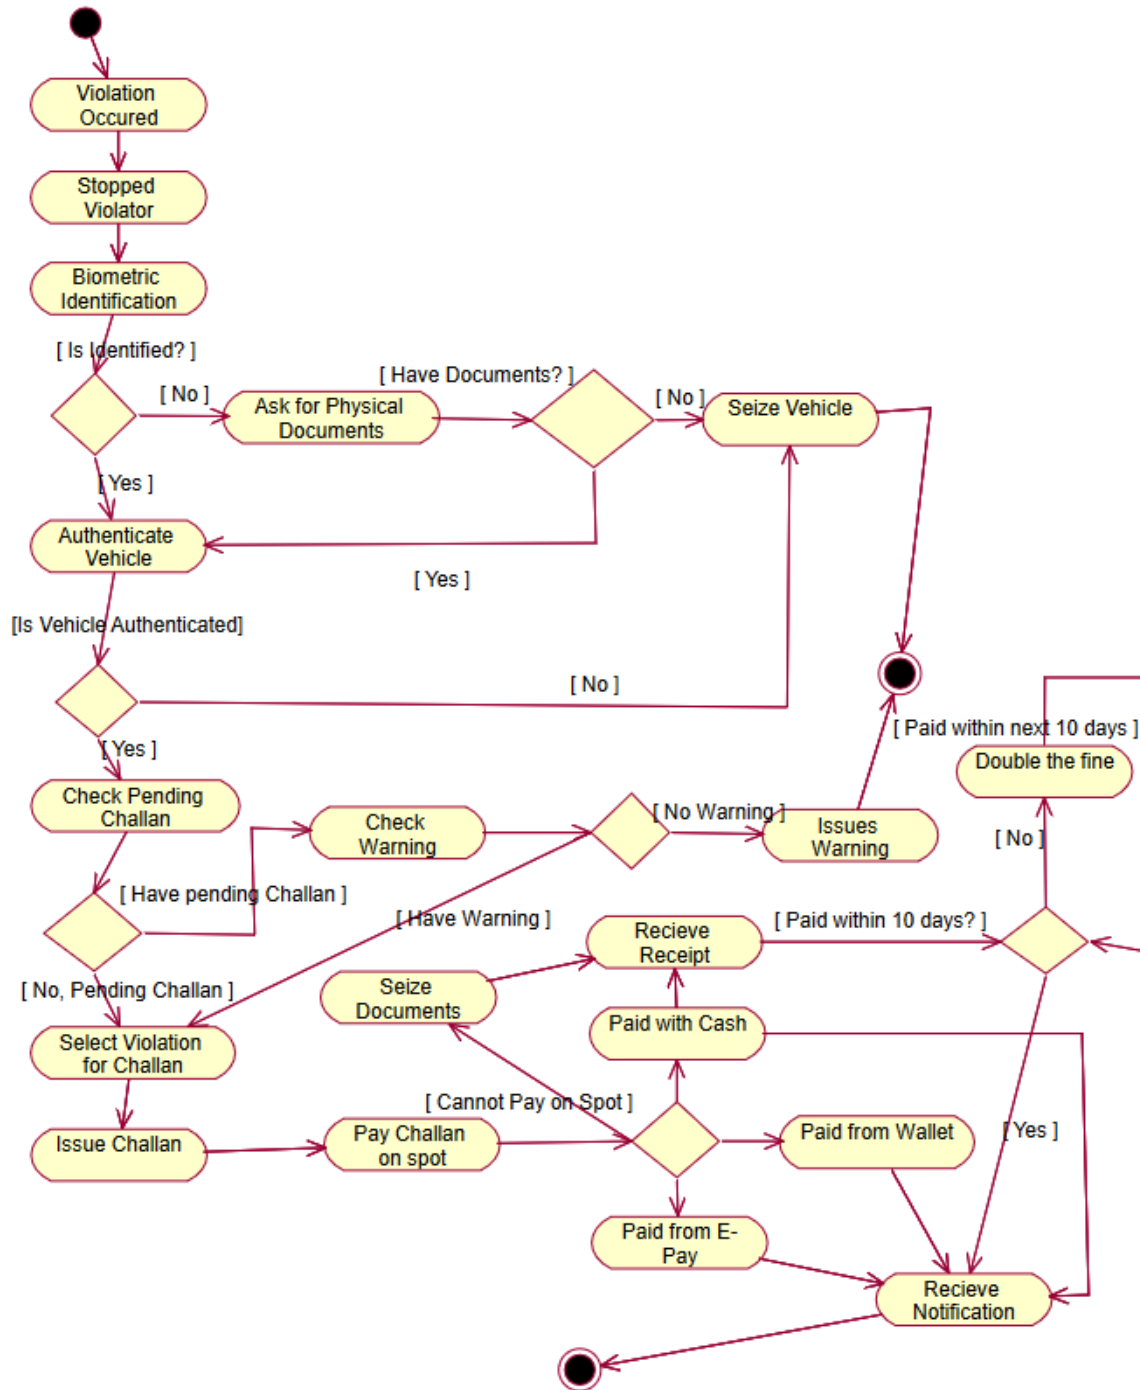 Violation
Occured
Stopped
Violator
Biometric
Identification
[ Is Identified? ]
[ No ]
Ask for Physical
Documents
[ Have Documents? ]
[ No ]
Seize Vehicle
[ Yes ]
Authenticate
Vehicle
[ Yes ]
[Is Vehicle Authenticated]
[ No ]
[ Yes ]
Check Pending
Challan
Check
Warning
[ No Warning ]
Issues
Warning
[ Paid within next 10 days ]
Double the fine
[ No ]
[ Have pending Challan ]
[ Have Warning ]
Recieve
Receipt
[ Paid within 10 days? ]
[ No, Pending Challan ]
Seize
Documents
Select Violation
for Challan
Paid with Cash
[ Cannot Pay on Spot ]
Issue Challan
Pay Challan
on spot
Paid from Wallet
[ Yes ]
Paid from E-
Pay
Recieve
Notification